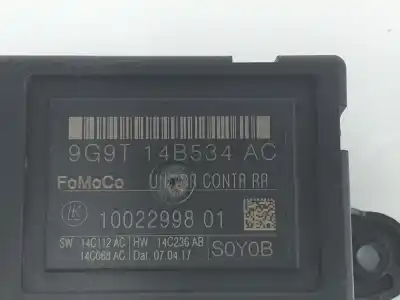 9G9T 14B534 AC
FoMoCo CONTR RR
10022998 01
SW 14C112 AC HW 14C236 AB
14C068 AC Dat. 07.04.17 S0Y0B